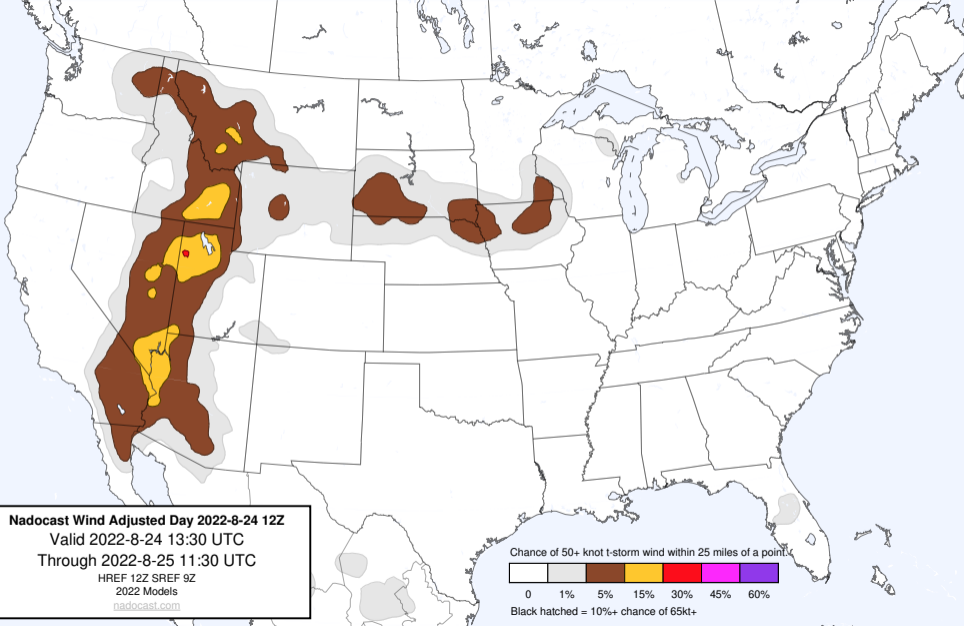 Nadocast Wind Adjusted Day 2022-8-24 12Z
Valid 2022-8-24 13:30 UTC
Through 2022-8-25 11:30 UTC
HREF 12Z SREF 9Z
2022 Models
nadocast.com
Chance of 50+ knot t-storm wind within 25 miles of a point.
0 1% 5% 15% 30% 45% 60%
Black hatched = 10%+ chance of 65kt+